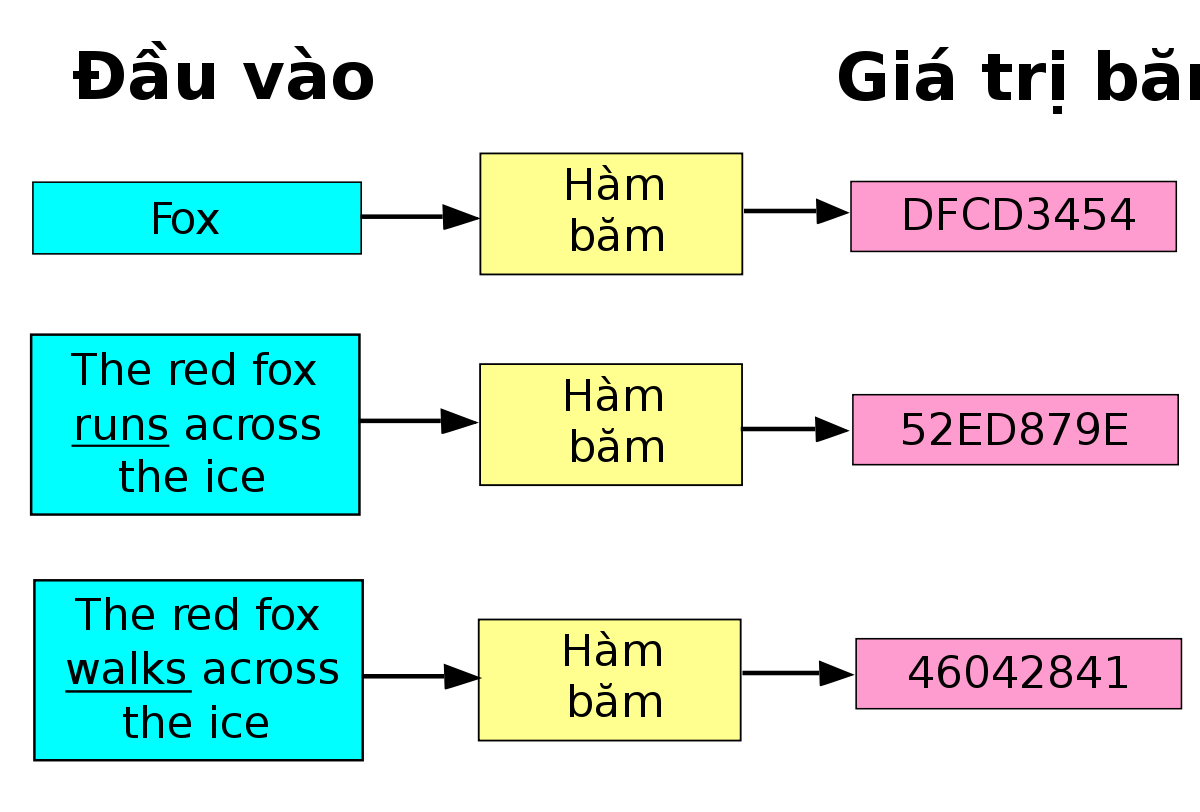 Đầu vào
Giá trị băm
Fox
Hàm
băm
DFCD3454
The red fox
runs across
the ice
Hàm
băm
52ED879E
The red fox
walks across
the ice
Hàm
băm
46042841